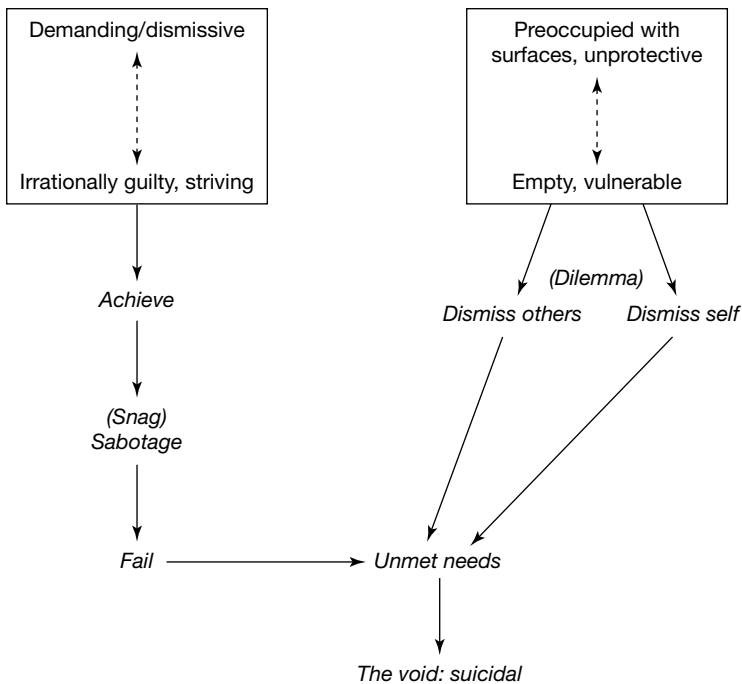 Demanding/dismissive
Irrationally guilty, striving
Achieve
(Snag)
Sabotage
Fail
Preoccupied with
surfaces, unprotective
Empty, vulnerable
(Dilemma)
Dismiss others
Dismiss self
Unmet needs
The void: suicidal